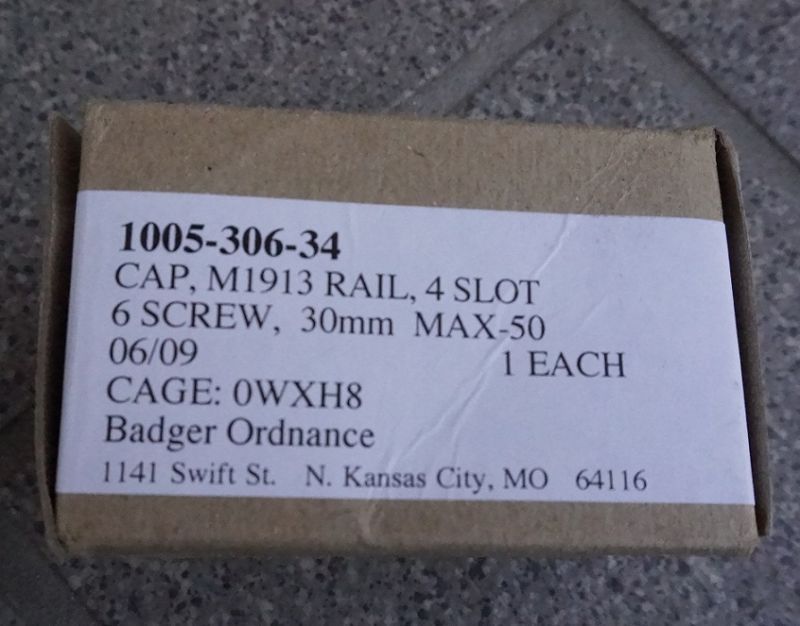 1005-306-34
CAP, M1913 RAIL, 4 SLOT
6 SCREW, 30mm MAX-50
06/09 1 EACH
CAGE: 0WXH8
Badger Ordnance
1141 Swift St. N. Kansas City, MO 64116